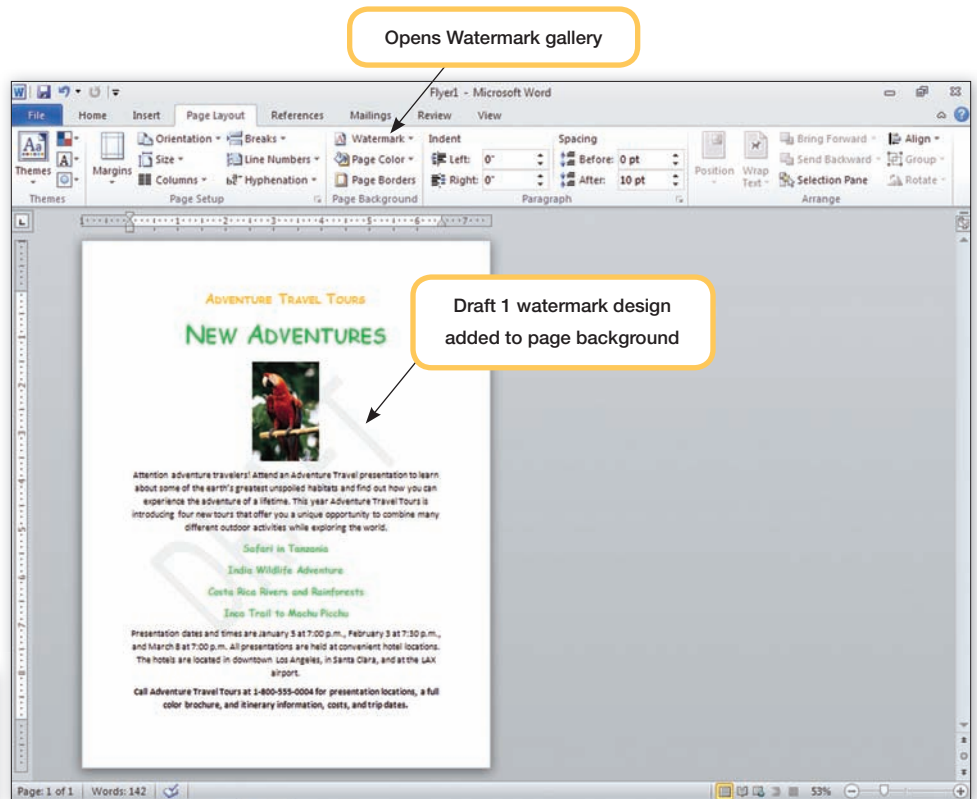 Opens Watermark gallery
Flyer1 - Microsoft Word
File Home Insert Page Layout References Mailings Review View
Orientation Breaks Watermark Indent Spacing Bring Forward Align
Size Line Numbers Page Color Left: 0" Before: 0 pt Send Backward Group
Themes Margins Columns Hyphenation Page Borders Right: 0" After: 10 pt Position Wrap Text Selection Pane Rotate
Themes Page Setup Page Background Paragraph Arrange
Adventure Travel Tours
New Adventures
Draft 1 watermark design
added to page background
DRAFT
Attention adventure travelers! Attend an Adventure Travel presentation to learn
about some of the earth's greatest unspoiled habitats and find out how you can
experience the adventure of a lifetime. This year Adventure Travel Tours is
introducing four new tours that offer you a unique opportunity to combine many
different outdoor activities while exploring the world.
Safari in Tanzania
India Wildlife Adventure
Costa Rica Rivers and Rainforests
Inca Trail to Machu Picchu
Presentation dates and times are January 5 at 7:00 p.m., February 3 at 7:30 p.m.,
and March 8 at 7:00 p.m. All presentations are held at convenient hotel locations.
The hotels are located in downtown Los Angeles, in Santa Clara, and at the LAX
airport.
Call Adventure Travel Tours at 1-800-555-0004 for presentation locations, a full
color brochure, and itinerary information, costs, and trip dates.
Page: 1 of 1 Words: 142 53%